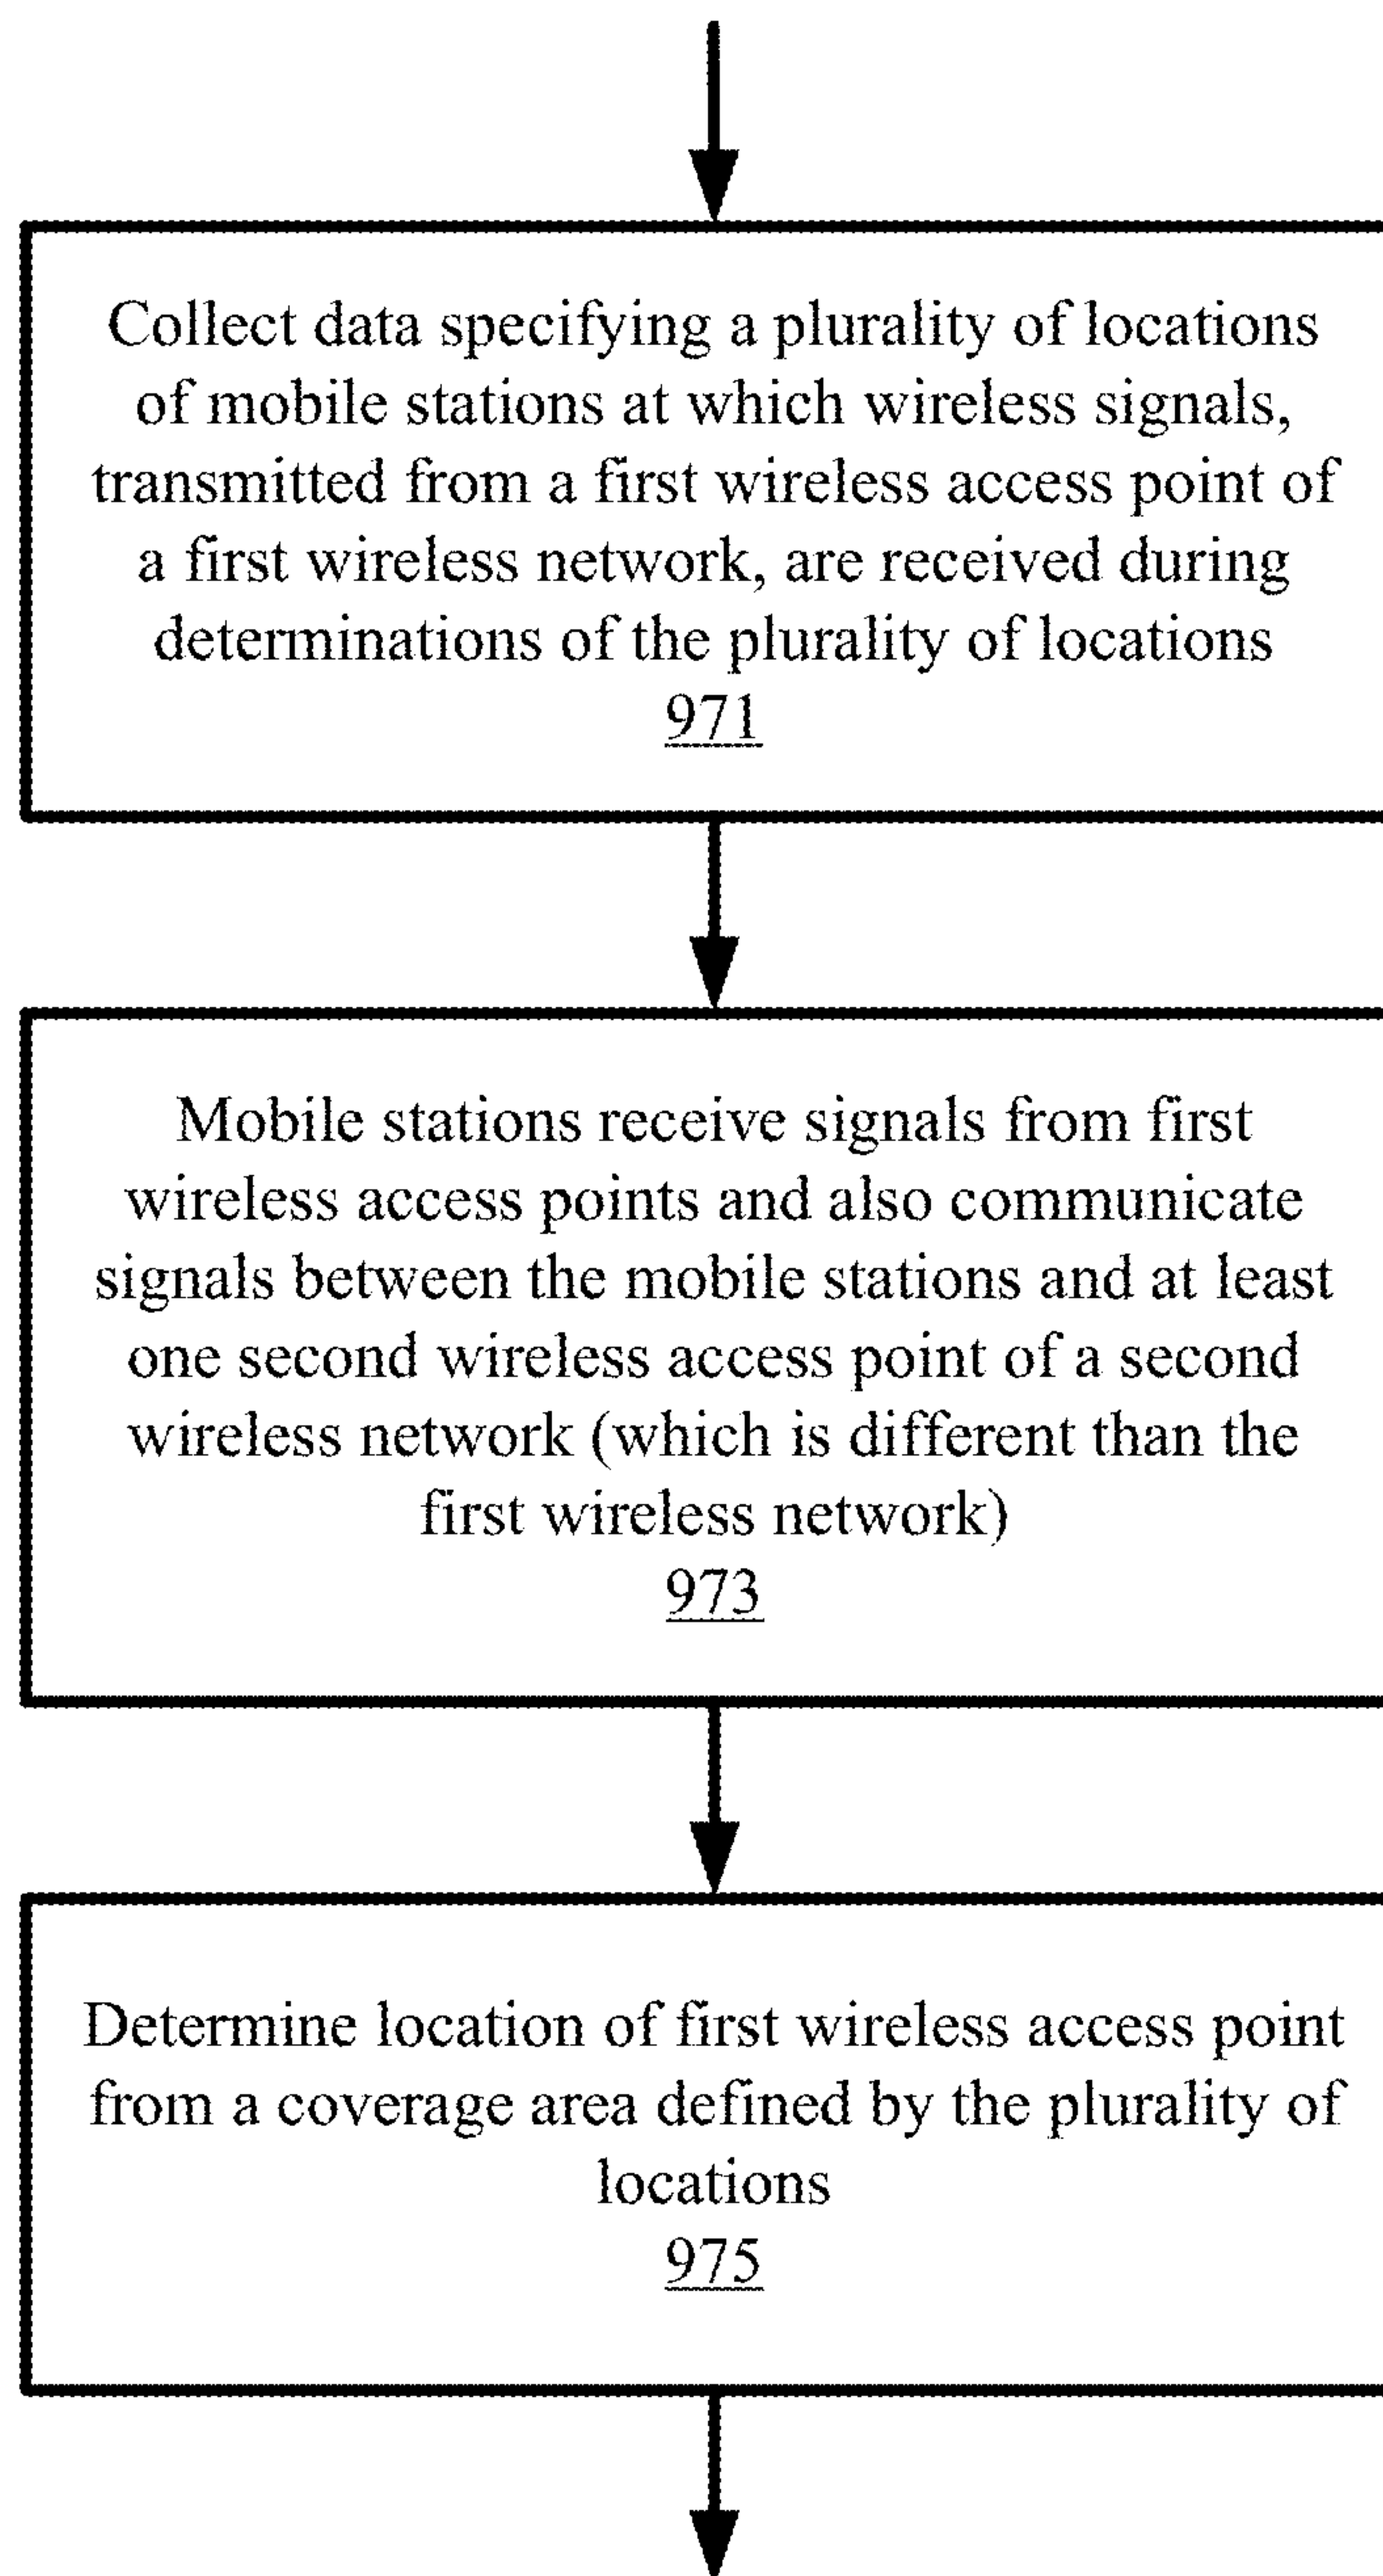 Collect data specifying a plurality of locations
of mobile stations at which wireless signals,
transmitted from a first wireless access point of
a first wireless network, are received during
determinations of the plurality of locations
971
Mobile stations receive signals from first
wireless access points and also communicate
signals between the mobile stations and at least
one second wireless access point of a second
wireless network (which is different than the
first wireless network)
973
Determine location of first wireless access point
from a coverage area defined by the plurality of
locations
975